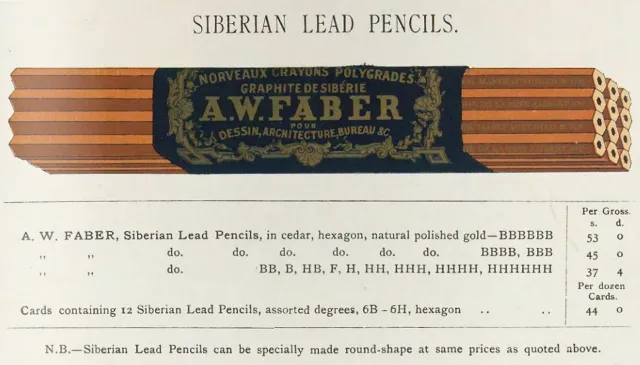 SIBERIAN LEAD PENCILS.
NORVEAUX CRAYONS POLYGRADES
GRAPHITE DE SIBÉRIE
A.W.FABER
POUR
DESSIN, ARCHITECTURE, BUREAU &C.
Per Gross.
s. d.
A. W. FABER, Siberian Lead Pencils, in cedar, hexagon, natural polished gold—BBBBBB 53 0
„ „ do. do. do. do. do. do. BBBB, BBB 45 0
„ „ do. BB, B, HB, F, H, HH, HHH, HHHH, HHHHHH 37 4
Per dozen
Cards.
Cards containing 12 Siberian Lead Pencils, assorted degrees, 6B - 6H, hexagon .. .. 44 0
N.B.—Siberian Lead Pencils can be specially made round-shape at same prices as quoted above.